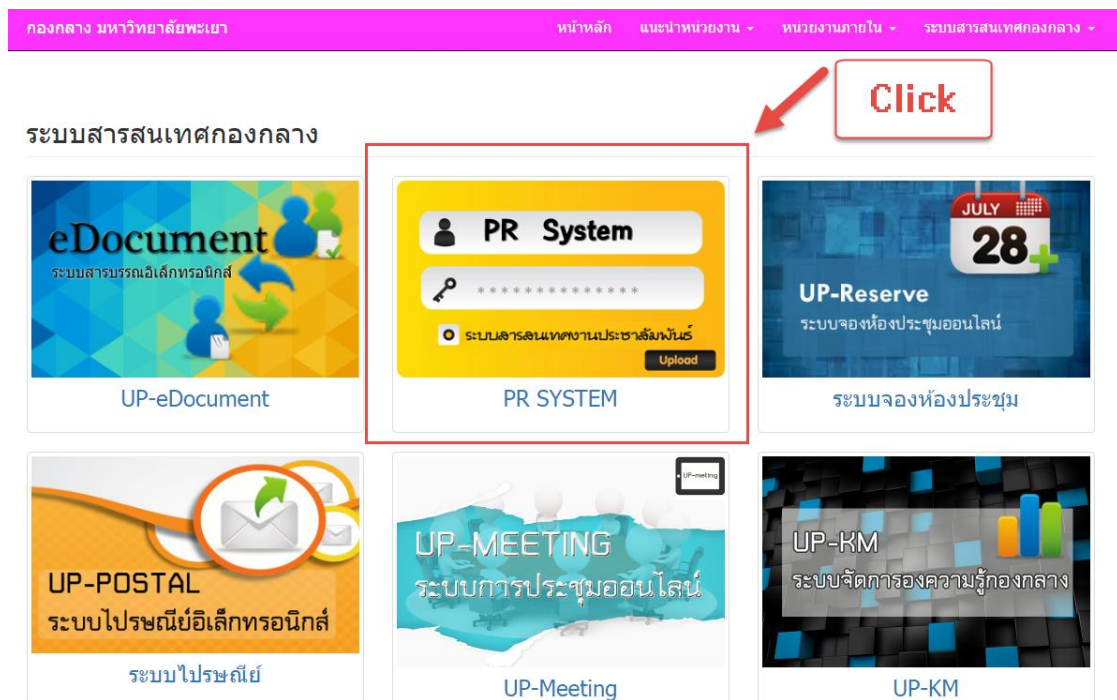 กองกลาง มหาวิทยาลัยพะเยา
หน้าหลัก แนะนำหน่วยงาน หน่วยงานภายใน ระบบสารสนเทศกองกลาง
Click
ระบบสารสนเทศกองกลาง
eDocument
ระบบสารบรรณอิเล็กทรอนิกส์
UP-eDocument
PR System
**************
ระบบสารสนเทศงานประชาสัมพันธ์
Upload
PR SYSTEM
JULY
28
UP-Reserve
ระบบจองห้องประชุมออนไลน์
ระบบจองห้องประชุม
UP-POSTAL
ระบบไปรษณีย์อิเล็กทรอนิกส์
ระบบไปรษณีย์
UP-meting
UP-MEETING
ระบบการประชุมออนไลน์
UP-Meeting
UP-KM
ระบบจัดการองความรู้กองกลาง
UP-KM